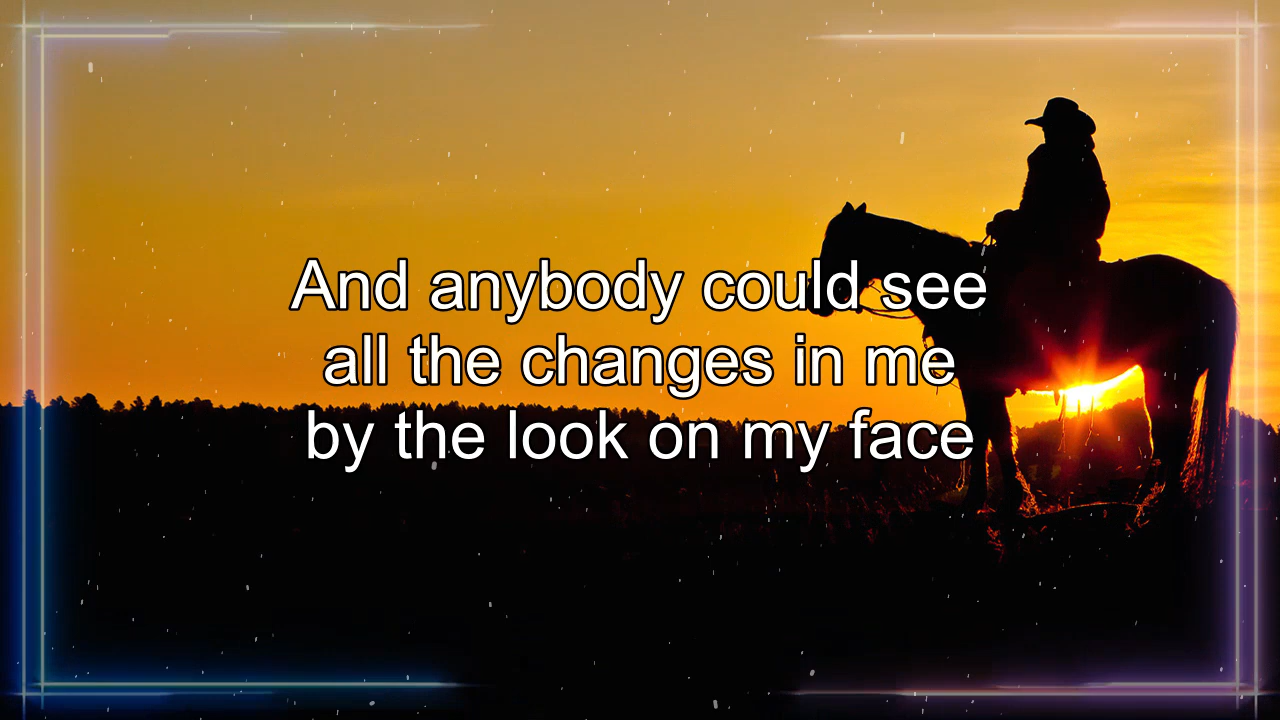 And anybody could see
all the changes in me
by the look on my face